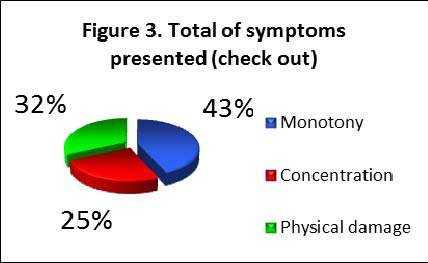 Figure 3. Total of symptoms
presented (check out)
32%
43%
25%
Monotony
Concentration
Physical damage